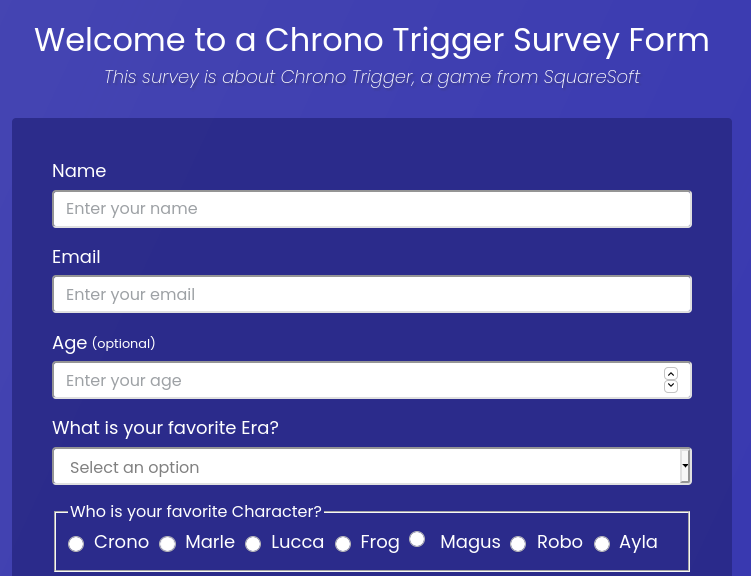 Welcome to a Chrono Trigger Survey Form
This survey is about Chrono Trigger, a game from SquareSoft
Name
Enter your name
Email
Enter your email
Age (optional)
Enter your age
What is your favorite Era?
Select an option
Who is your favorite Character?
Crono Marle Lucca Frog Magus Robo Ayla